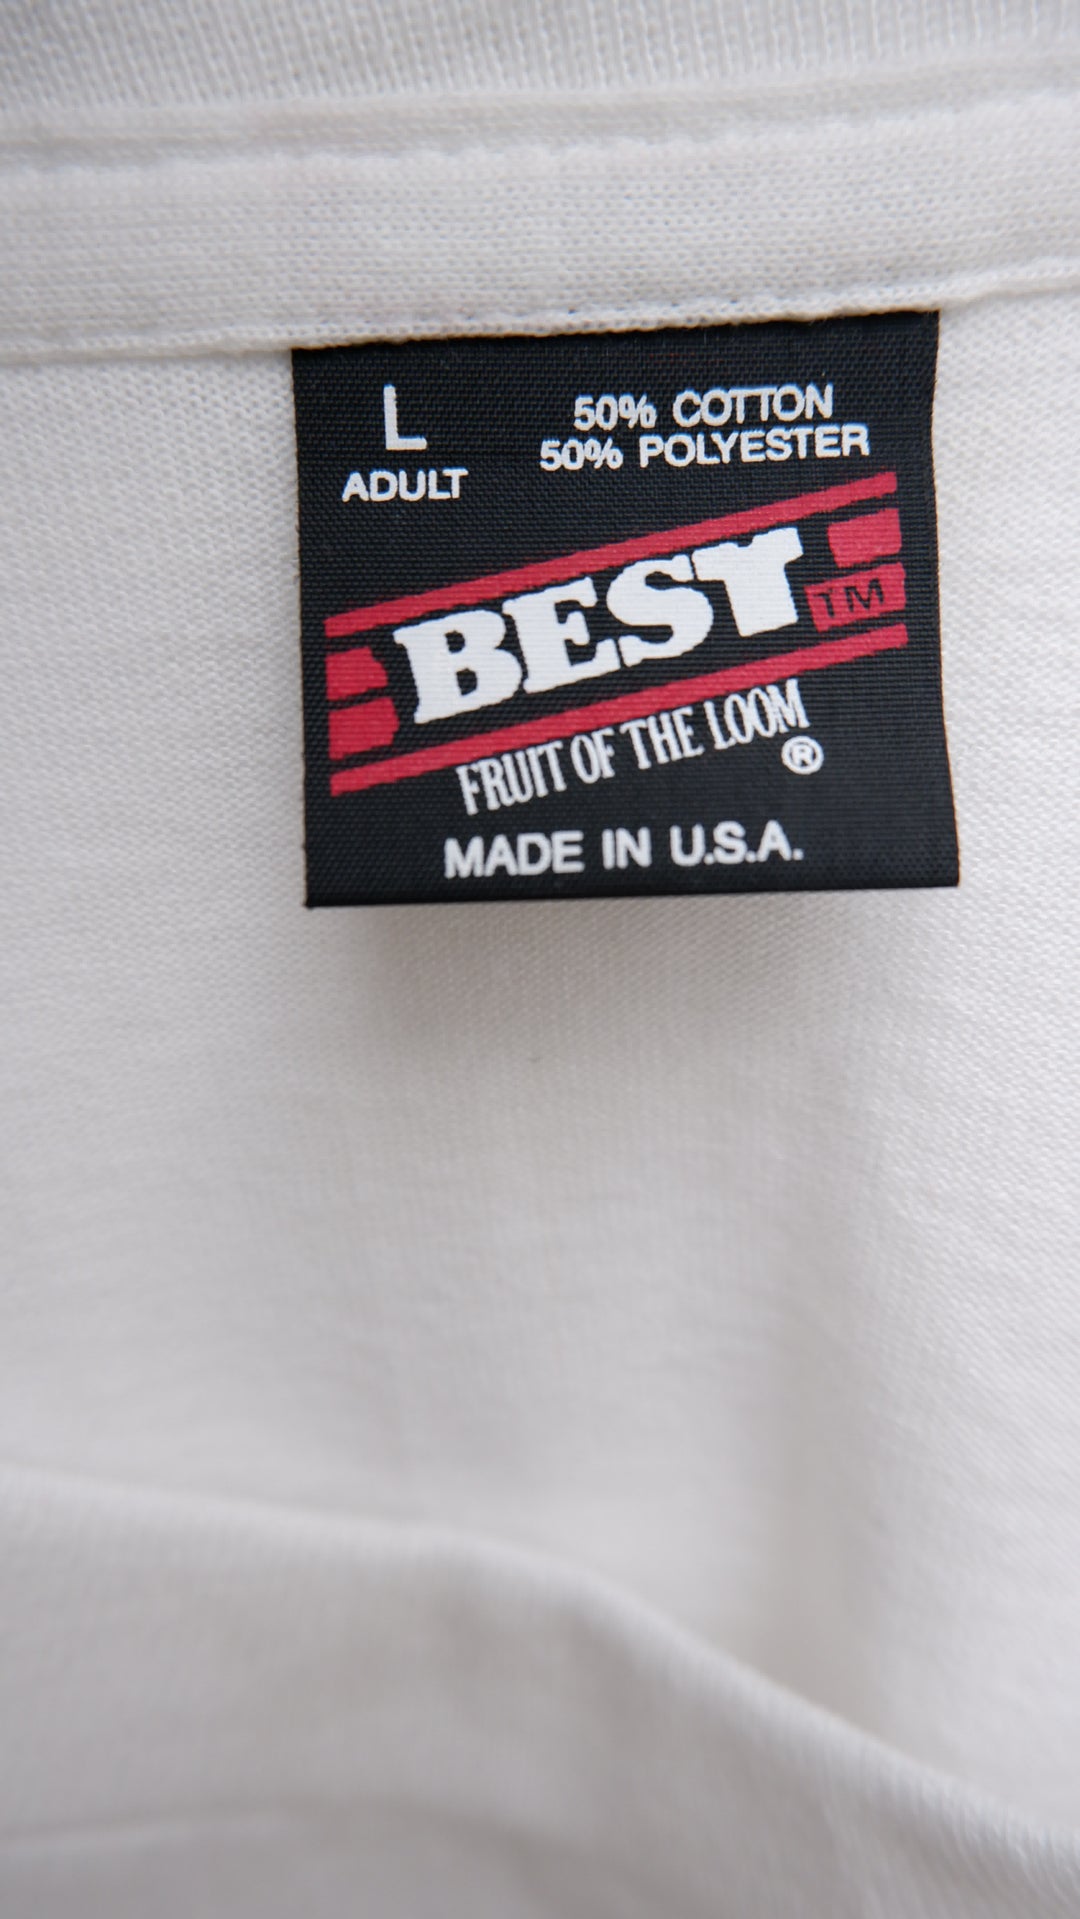 L
ADULT
50% COTTON
50% POLYESTER
BEST
TM
FRUIT OF THE LOOM
®
MADE IN U.S.A.